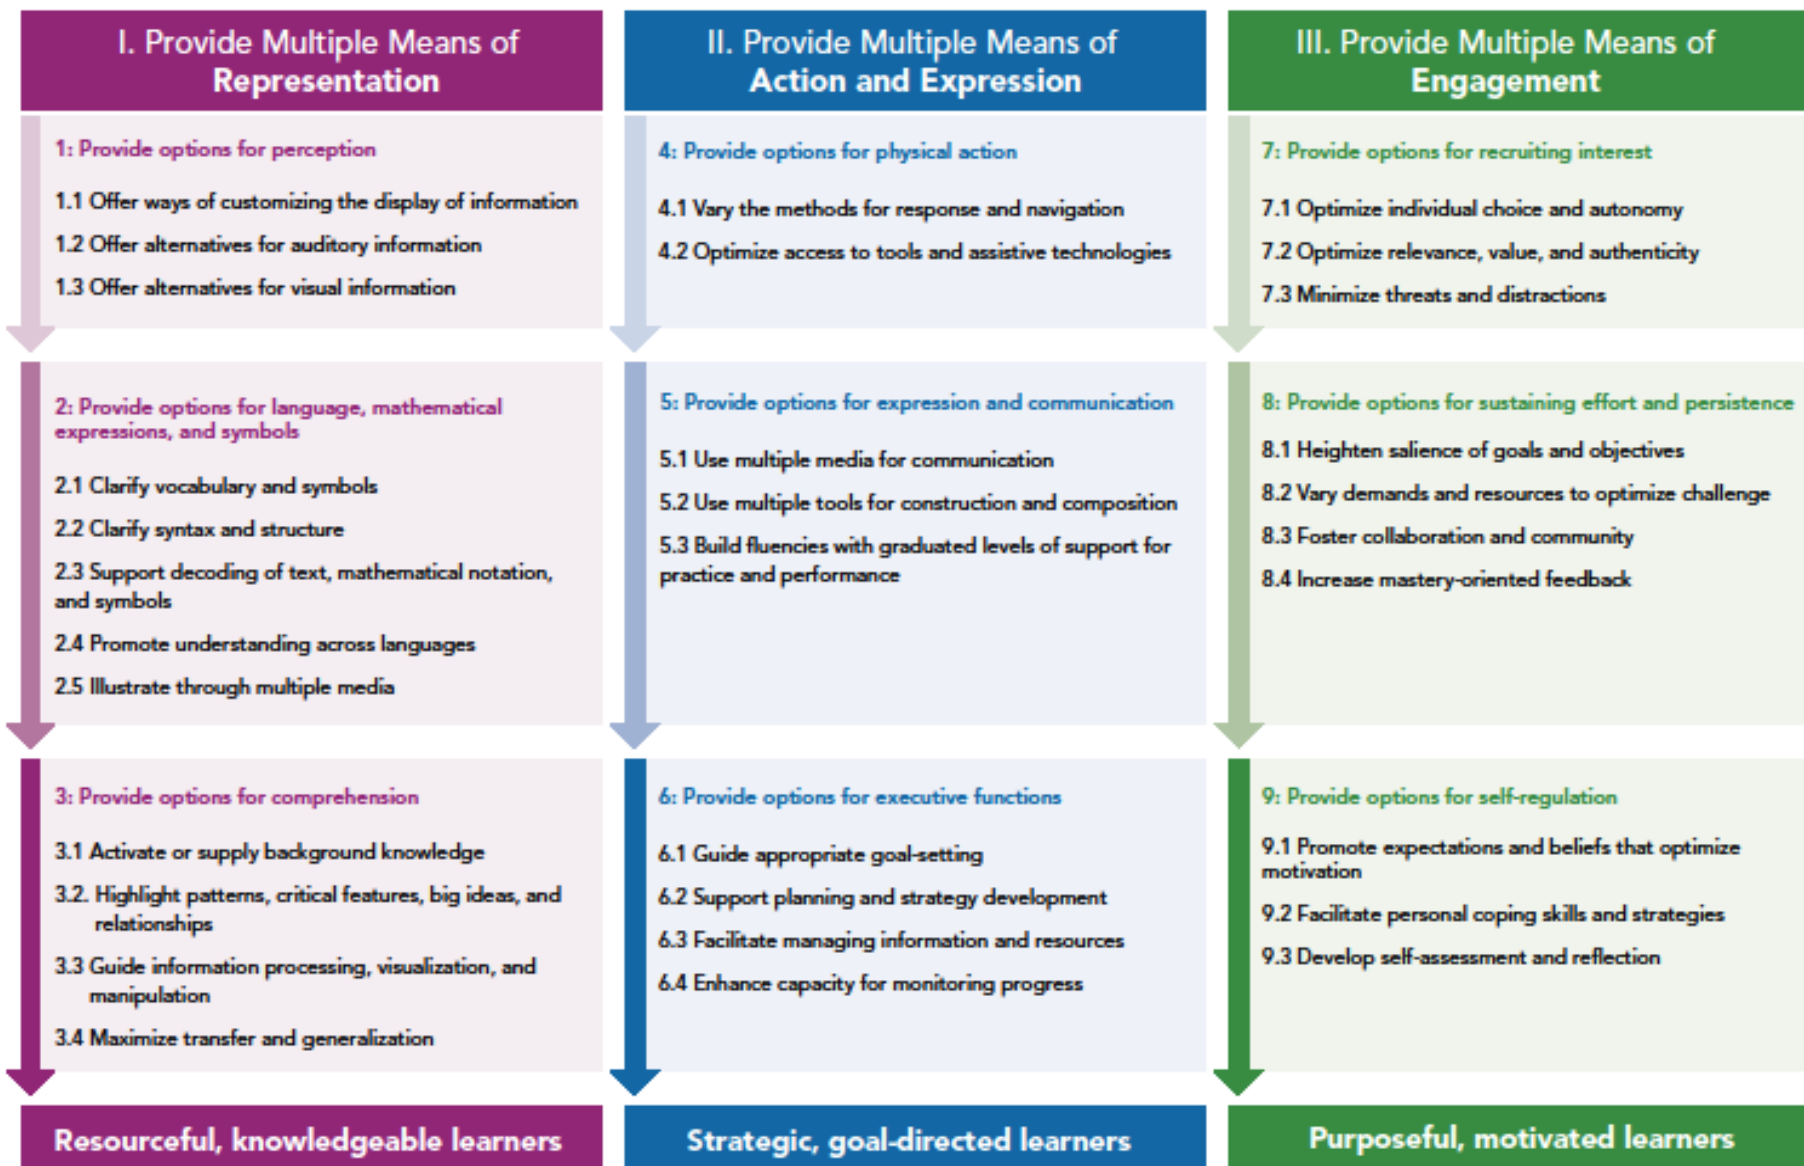 I. Provide Multiple Means of
Representation
1: Provide options for perception
1.1 Offer ways of customizing the display of information
1.2 Offer alternatives for auditory information
1.3 Offer alternatives for visual information
2: Provide options for language, mathematical
expressions, and symbols
2.1 Clarify vocabulary and symbols
2.2 Clarify syntax and structure
2.3 Support decoding of text, mathematical notation,
and symbols
2.4 Promote understanding across languages
2.5 Illustrate through multiple media
3: Provide options for comprehension
3.1 Activate or supply background knowledge
3.2. Highlight patterns, critical features, big ideas, and
relationships
3.3 Guide information processing, visualization, and
manipulation
3.4 Maximize transfer and generalization
Resourceful, knowledgeable learners
II. Provide Multiple Means of
Action and Expression
4: Provide options for physical action
4.1 Vary the methods for response and navigation
4.2 Optimize access to tools and assistive technologies
5: Provide options for expression and communication
5.1 Use multiple media for communication
5.2 Use multiple tools for construction and composition
5.3 Build fluencies with graduated levels of support for
practice and performance
6: Provide options for executive functions
6.1 Guide appropriate goal-setting
6.2 Support planning and strategy development
6.3 Facilitate managing information and resources
6.4 Enhance capacity for monitoring progress
Strategic, goal-directed learners
III. Provide Multiple Means of
Engagement
7: Provide options for recruiting interest
7.1 Optimize individual choice and autonomy
7.2 Optimize relevance, value, and authenticity
7.3 Minimize threats and distractions
8: Provide options for sustaining effort and persistence
8.1 Heighten salience of goals and objectives
8.2 Vary demands and resources to optimize challenge
8.3 Foster collaboration and community
8.4 Increase mastery-oriented feedback
9: Provide options for self-regulation
9.1 Promote expectations and beliefs that optimize
motivation
9.2 Facilitate personal coping skills and strategies
9.3 Develop self-assessment and reflection
Purposeful, motivated learners